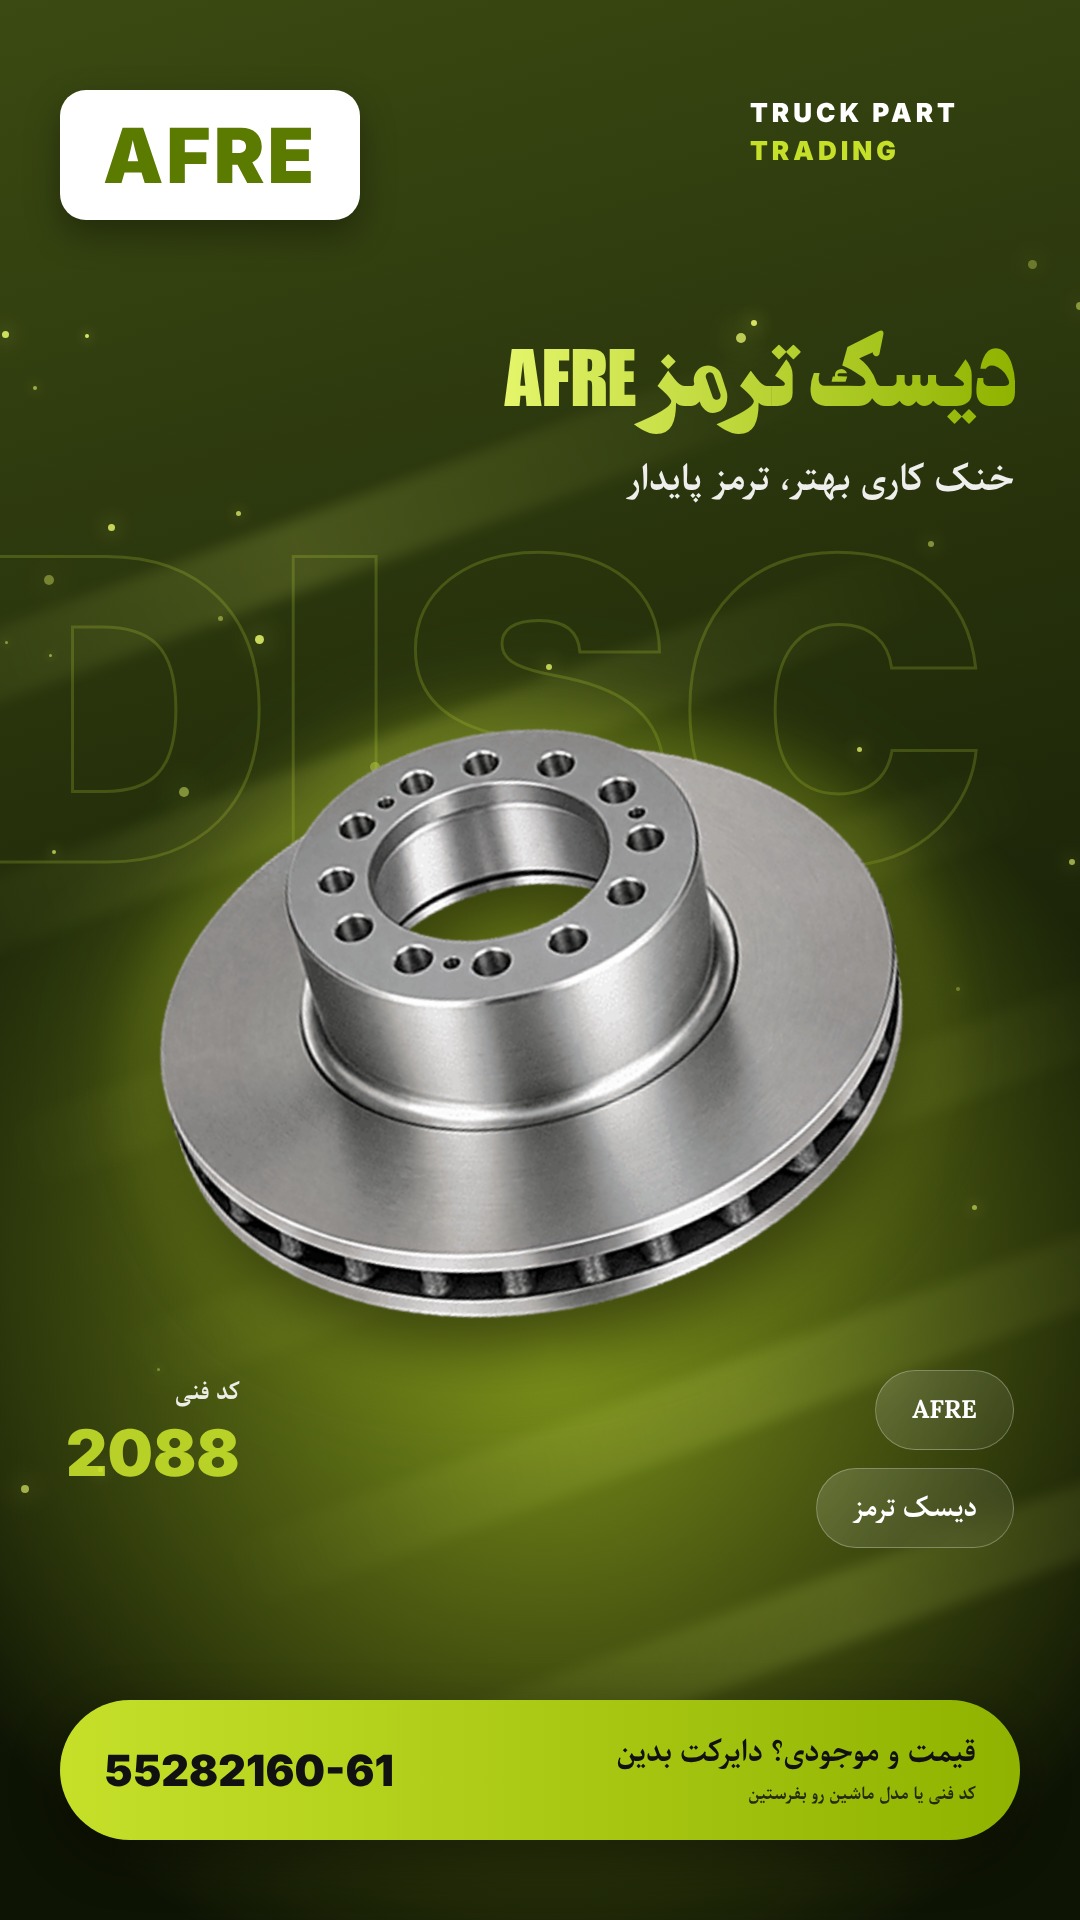 AFRE
TRUCK PART
TRADING
دیسک ترمز AFRE
خنک کاری بهتر، ترمز پایدار
DISC
کد فنی
2088
AFRE
دیسک ترمز
قیمت و موجودی؟ دایرکت بدین
کد فنی یا مدل ماشین رو بفرستین
55282160-61